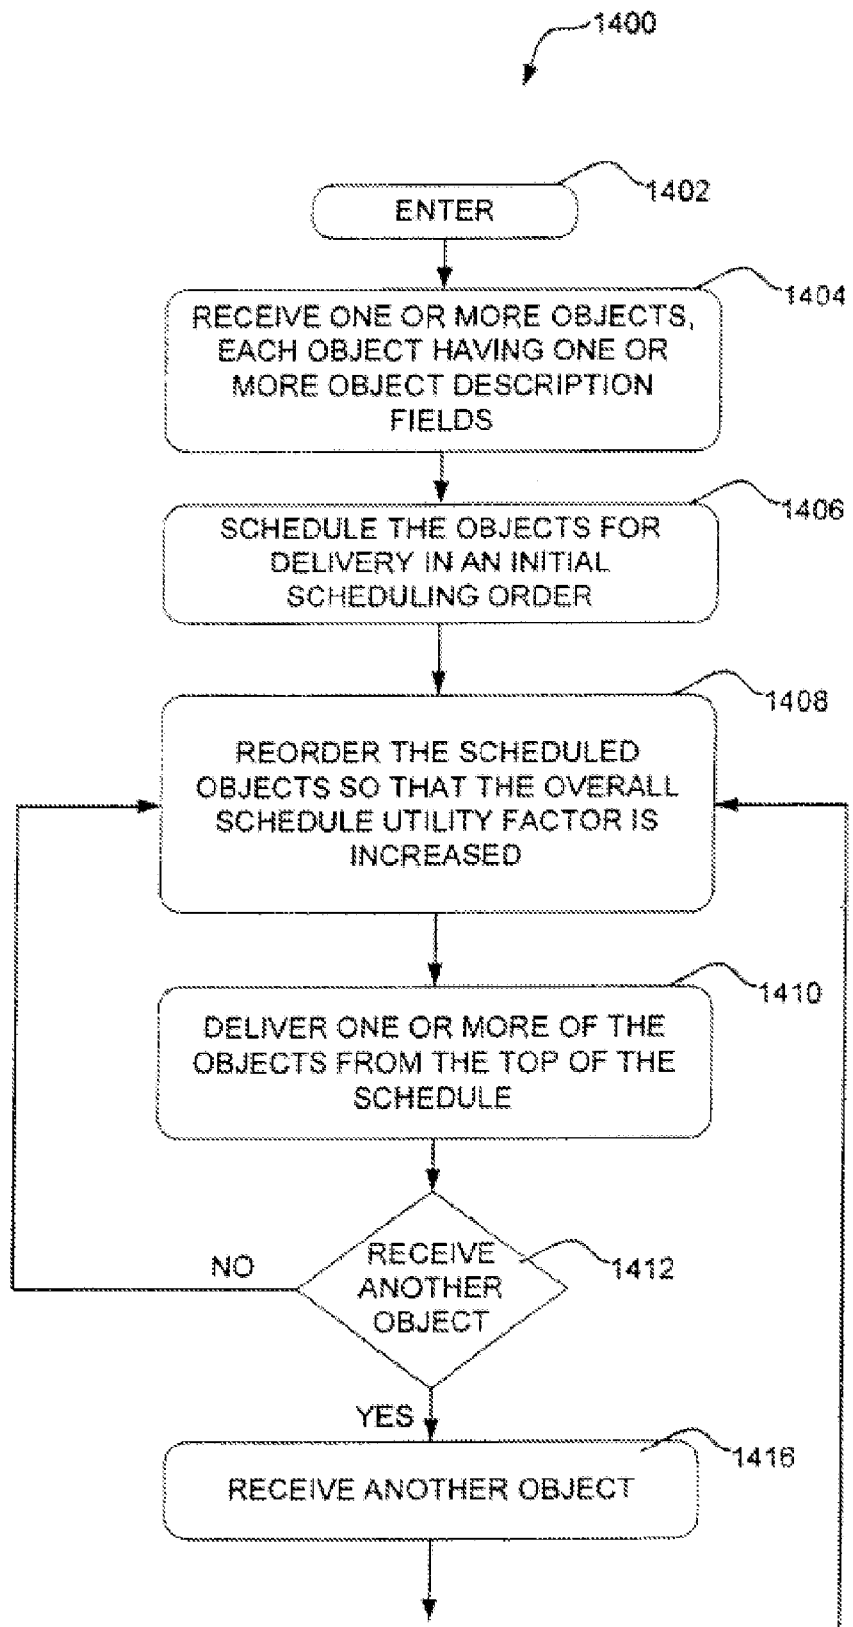 1400
1402
ENTER
1404
RECEIVE ONE OR MORE OBJECTS,
EACH OBJECT HAVING ONE OR
MORE OBJECT DESCRIPTION
FIELDS
1406
SCHEDULE THE OBJECTS FOR
DELIVERY IN AN INITIAL
SCHEDULING ORDER
1408
REORDER THE SCHEDULED
OBJECTS SO THAT THE OVERALL
SCHEDULE UTILITY FACTOR IS
INCREASED
1410
DELIVER ONE OR MORE OF THE
OBJECTS FROM THE TOP OF THE
SCHEDULE
NO
RECEIVE
ANOTHER
OBJECT
1412
YES
1416
RECEIVE ANOTHER OBJECT